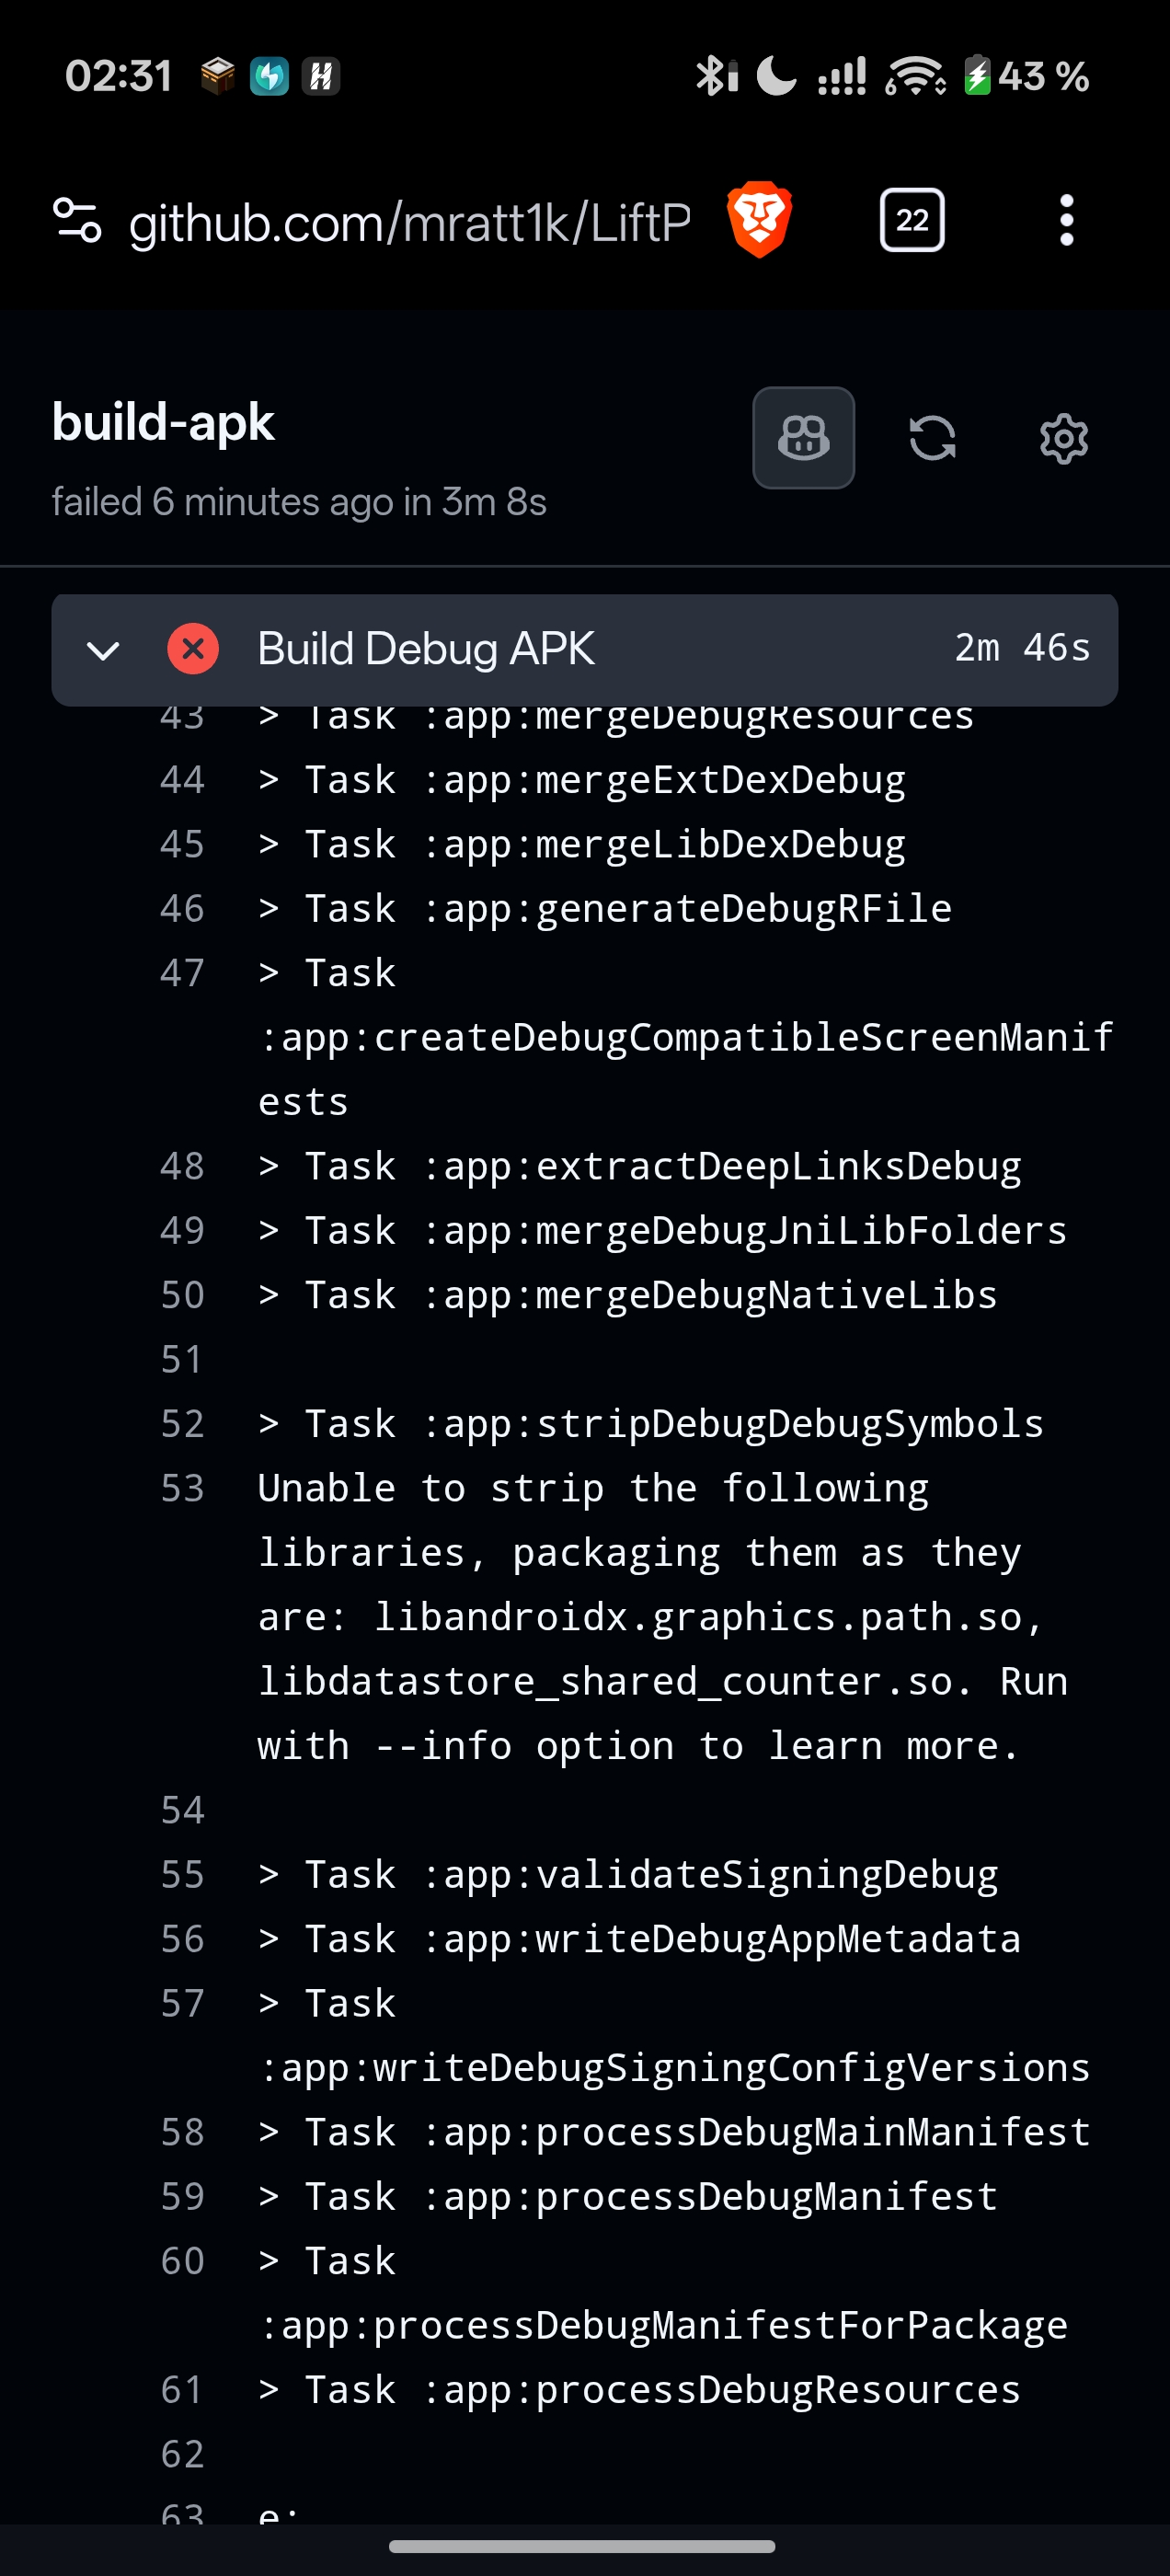 02:31
43 %
github.com/mratt1k/LiftP
22
build-apk
failed 6 minutes ago in 3m 8s
Build Debug APK 2m 46s
43 > Task :app:mergeDebugResources
44 > Task :app:mergeExtDexDebug
45 > Task :app:mergeLibDexDebug
46 > Task :app:generateDebugRFile
47 > Task
:app:createDebugCompatibleScreenManif
ests
48 > Task :app:extractDeepLinksDebug
49 > Task :app:mergeDebugJniLibFolders
50 > Task :app:mergeDebugNativeLibs
51
52 > Task :app:stripDebugDebugSymbols
53 Unable to strip the following
libraries, packaging them as they
are: libandroidx.graphics.path.so,
libdatastore_shared_counter.so. Run
with --info option to learn more.
54
55 > Task :app:validateSigningDebug
56 > Task :app:writeDebugAppMetadata
57 > Task
:app:writeDebugSigningConfigVersions
58 > Task :app:processDebugMainManifest
59 > Task :app:processDebugManifest
60 > Task
:app:processDebugManifestForPackage
61 > Task :app:processDebugResources
62
63 e: